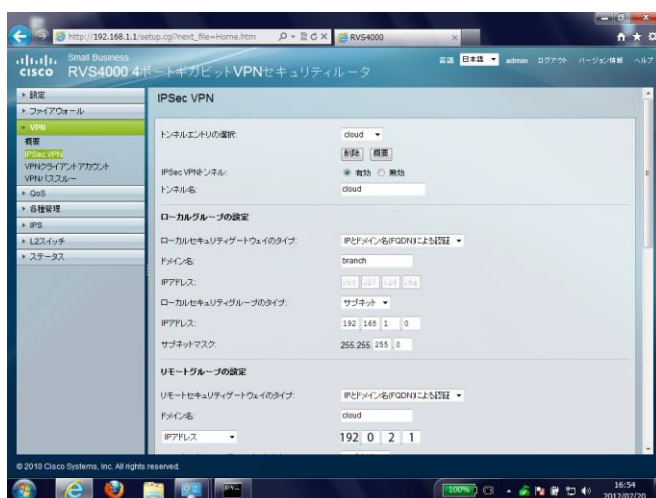 http://192.168.1.1/setup.cgi?next_file=Home.htm
RVS4000
Small Business
cisco RVS4000 4ポートギガビットVPNセキュリティルータ
言語 日本語 admin ログアウト バージョン情報 ヘルプ
設定
ファイアウォール
VPN
概要
IPSec VPN
VPNクライアントアカウント
VPNパススルー
QoS
各種管理
IPS
L2スイッチ
ステータス
IPSec VPN
トンネルエントリの選択: cloud
削除 概要
IPSec VPNトンネル: 有効 無効
トンネル名: cloud
ローカルグループの設定
ローカルセキュリティゲートウェイのタイプ: IPとドメイン名(FQDN)による認証
ドメイン名: branch
IPアドレス:
ローカルセキュリティグループのタイプ: サブネット
IPアドレス: 192 168 1 0
サブネットマスク: 255.255.255 0
リモートグループの設定
リモートセキュリティゲートウェイのタイプ: IPとドメイン名(FQDN)による認証
ドメイン名: cloud
IPアドレス 192 0 2 1
© 2010 Cisco Systems, Inc. All rights reserved.
100%
16:54
2012/07/20